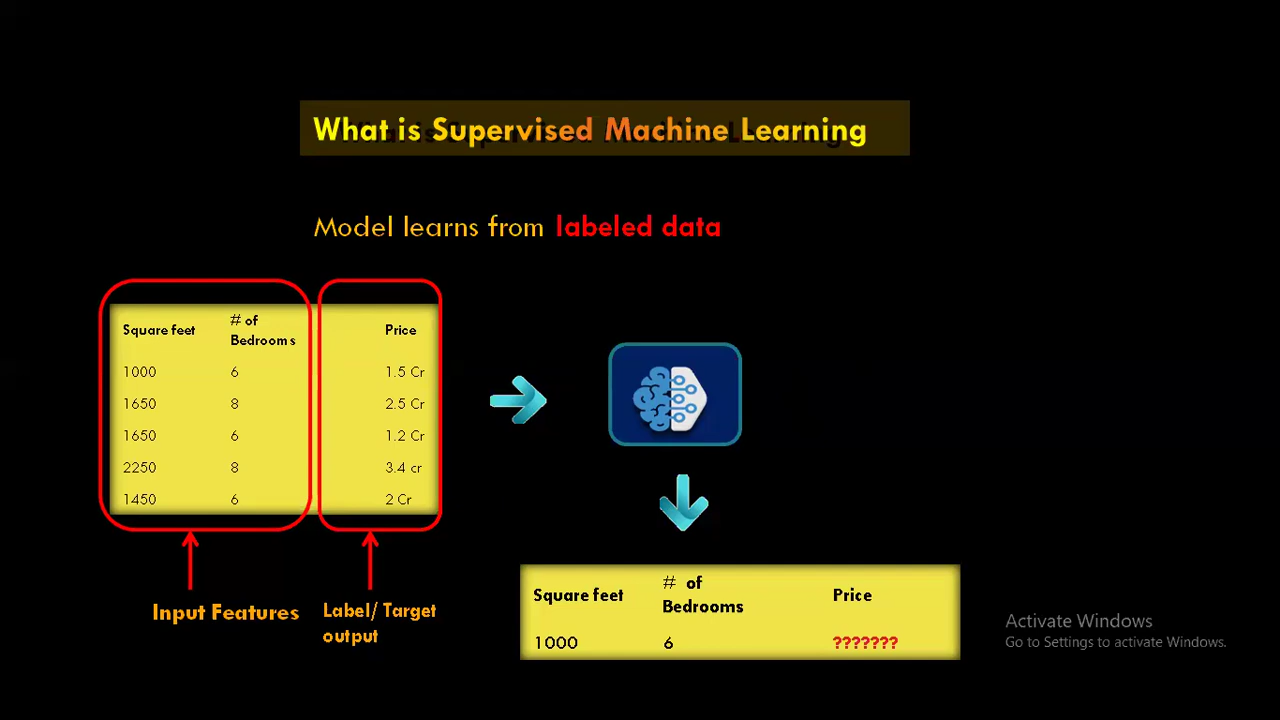 What is Supervised Machine Learning
Model learns from labeled data
Square feet # of Bedrooms Price
1000 6 1.5 Cr
1650 8 2.5 Cr
1650 6 1.2 Cr
2250 8 3.4 cr
1450 6 2 Cr
Input Features
Label/ Target
output
Square feet # of Bedrooms Price
1000 6 ???????
Activate Windows
Go to Settings to activate Windows.